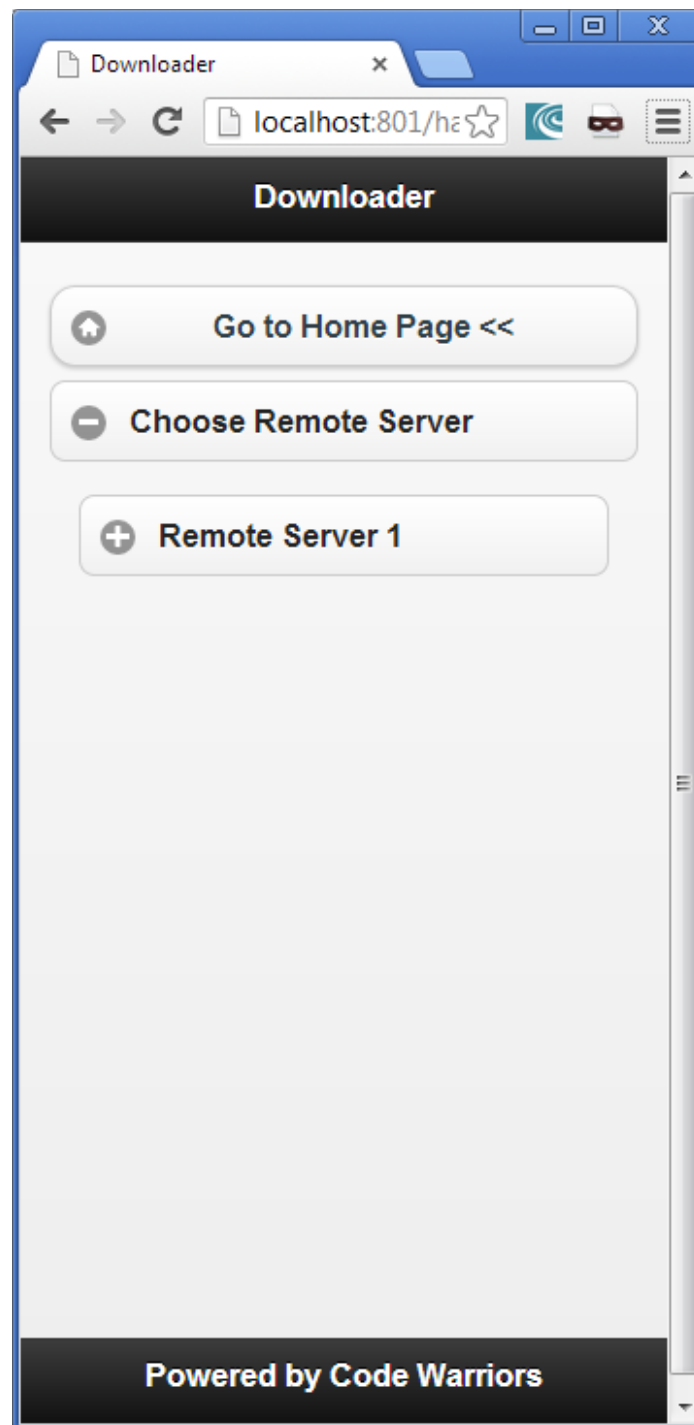 Downloader
localhost:801/ha
Downloader
Go to Home Page <<
Choose Remote Server
Remote Server 1
Powered by Code Warriors